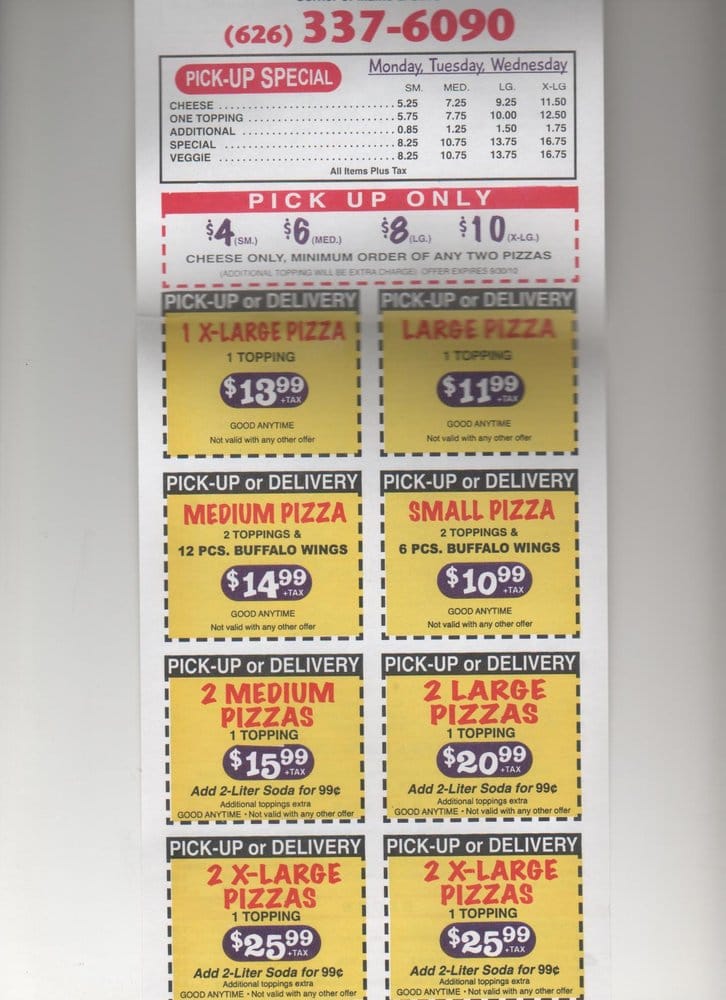 (626) 337-6090
PICK-UP SPECIAL
Monday, Tuesday, Wednesday
SM. MED. LG. X-LG
CHEESE ........ 5.25 7.25 9.25 11.50
ONE TOPPING ........ 5.75 7.75 10.00 12.50
ADDITIONAL ........ 0.85 1.25 1.50 1.75
SPECIAL ........ 8.25 10.75 13.75 16.75
VEGGIE ........ 8.25 10.75 13.75 16.75
All Items Plus Tax
PICK UP ONLY
$4 (SM.) $6 (MED.) $8 (LG.) $10 (X-LG.)
CHEESE ONLY, MINIMUM ORDER OF ANY TWO PIZZAS
(ADDITIONAL TOPPING WILL BE EXTRA CHARGE) OFFER EXPIRES 9/30/10
PICK-UP or DELIVERY
1 X-LARGE PIZZA
1 TOPPING
$13.99 +TAX
GOOD ANYTIME
Not valid with any other offer
PICK-UP or DELIVERY
LARGE PIZZA
1 TOPPING
$11.99 +TAX
GOOD ANYTIME
Not valid with any other offer
PICK-UP or DELIVERY
MEDIUM PIZZA
2 TOPPINGS &
12 PCS. BUFFALO WINGS
$14.99 +TAX
GOOD ANYTIME
Not valid with any other offer
PICK-UP or DELIVERY
SMALL PIZZA
2 TOPPINGS &
6 PCS. BUFFALO WINGS
$10.99 +TAX
GOOD ANYTIME
Not valid with any other offer
PICK-UP or DELIVERY
2 MEDIUM
PIZZAS
1 TOPPING
$15.99 +TAX
Add 2-Liter Soda for 99¢
Additional toppings extra
GOOD ANYTIME • Not valid with any other offer
PICK-UP or DELIVERY
2 LARGE
PIZZAS
1 TOPPING
$20.99 +TAX
Add 2-Liter Soda for 99¢
Additional toppings extra
GOOD ANYTIME • Not valid with any other offer
PICK-UP or DELIVERY
2 X-LARGE
PIZZAS
1 TOPPING
$25.99 +TAX
Add 2-Liter Soda for 99¢
Additional toppings extra
GOOD ANYTIME • Not valid with any other offer
PICK-UP or DELIVERY
2 X-LARGE
PIZZAS
1 TOPPING
$25.99 +TAX
Add 2-Liter Soda for 99¢
Additional toppings extra
GOOD ANYTIME • Not valid with any other offer